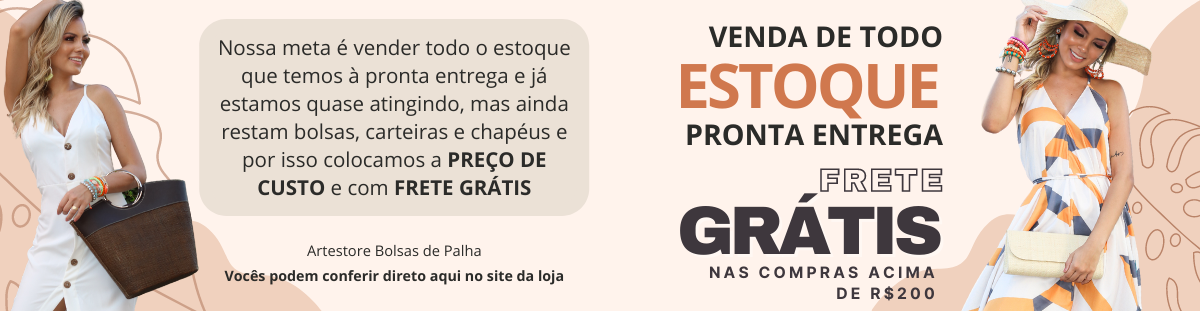 Nossa meta é vender todo o estoque
que temos à pronta entrega e já
estamos quase atingindo, mas ainda
restam bolsas, carteiras e chapéus e
por isso colocamos a PREÇO DE
CUSTO e com FRETE GRÁTIS
Artestore Bolsas de Palha
Vocês podem conferir direto aqui no site da loja
VENDA DE TODO
ESTOQUE
PRONTA ENTREGA
FRETE
GRÁTIS
NAS COMPRAS ACIMA
DE R$200